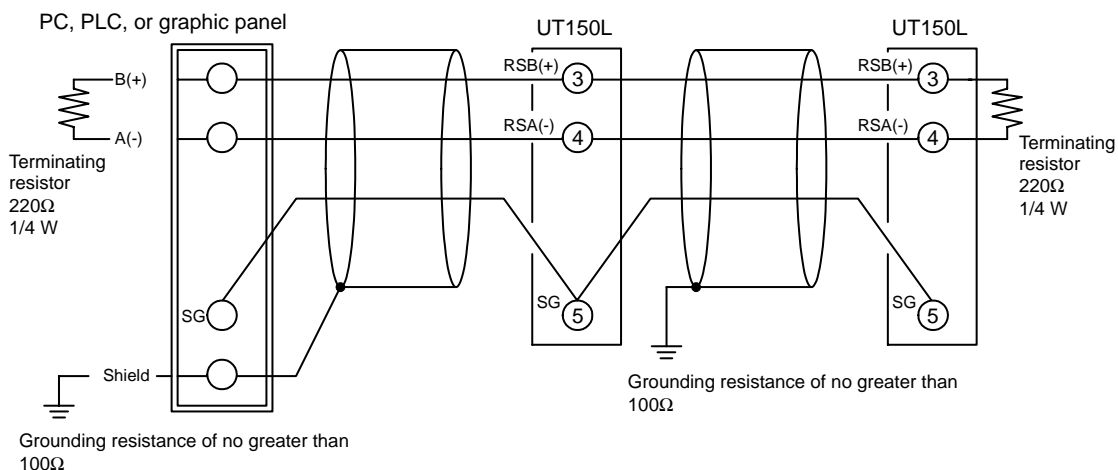 PC, PLC, or graphic panel
UT150L
UT150L
B(+)
RSB(+)
3
RSB(+)
3
A(-)
RSA(-)
4
RSA(-)
4
Terminating
resistor
220Ω
1/4 W
Terminating
resistor
220Ω
1/4 W
SG
SG
5
SG
5
Shield
Grounding resistance of no greater than
100Ω
Grounding resistance of no greater than
100Ω